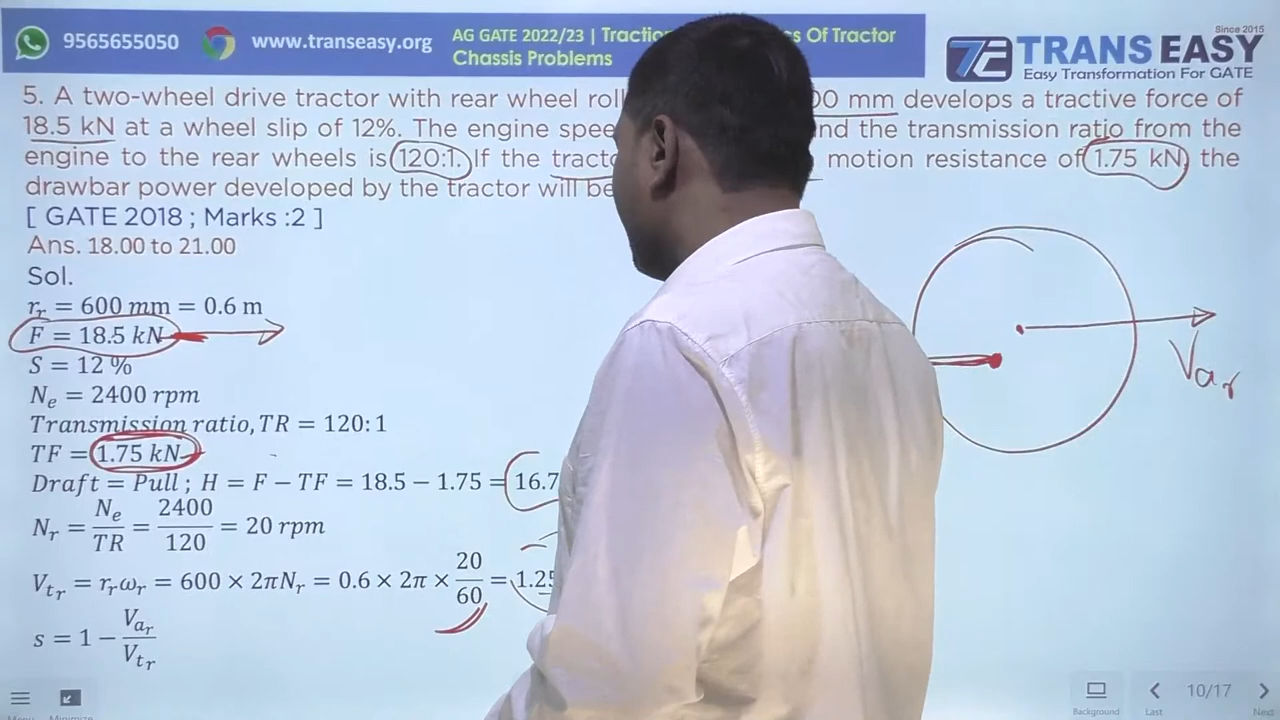 9565655050 www.transeasy.org AG GATE 2022/23 | Of Tractor
Chassis Problems
Since 2015
TRANS EASY
Easy Transformation For GATE
5. A two-wheel drive tractor with rear wheel mm develops a tractive force of
18.5 kN at a wheel slip of 12%. The engine the transmission ratio from the
engine to the rear wheels is 120:1. If the motion resistance of 1.75 kN, the
drawbar power developed by the tractor will be
[ GATE 2018 ; Marks :2 ]
Ans. 18.00 to 21.00
Sol.
r_r = 600 mm = 0.6 m
F = 18.5 kN
S = 12 %
N_e = 2400 rpm
Transmission ratio, TR = 120: 1
TF = 1.75 kN
Draft = Pull ; H = F − TF = 18.5 − 1.75 = 16.7
N_r = N_e/TR = 2400/120 = 20 rpm
V_tr = r_r ω_r = 600 × 2πN_r = 0.6 × 2π × 20/60 = 1.25
s = 1 − V_ar/V_tr
V_ar
10/17
Background
Last
Next